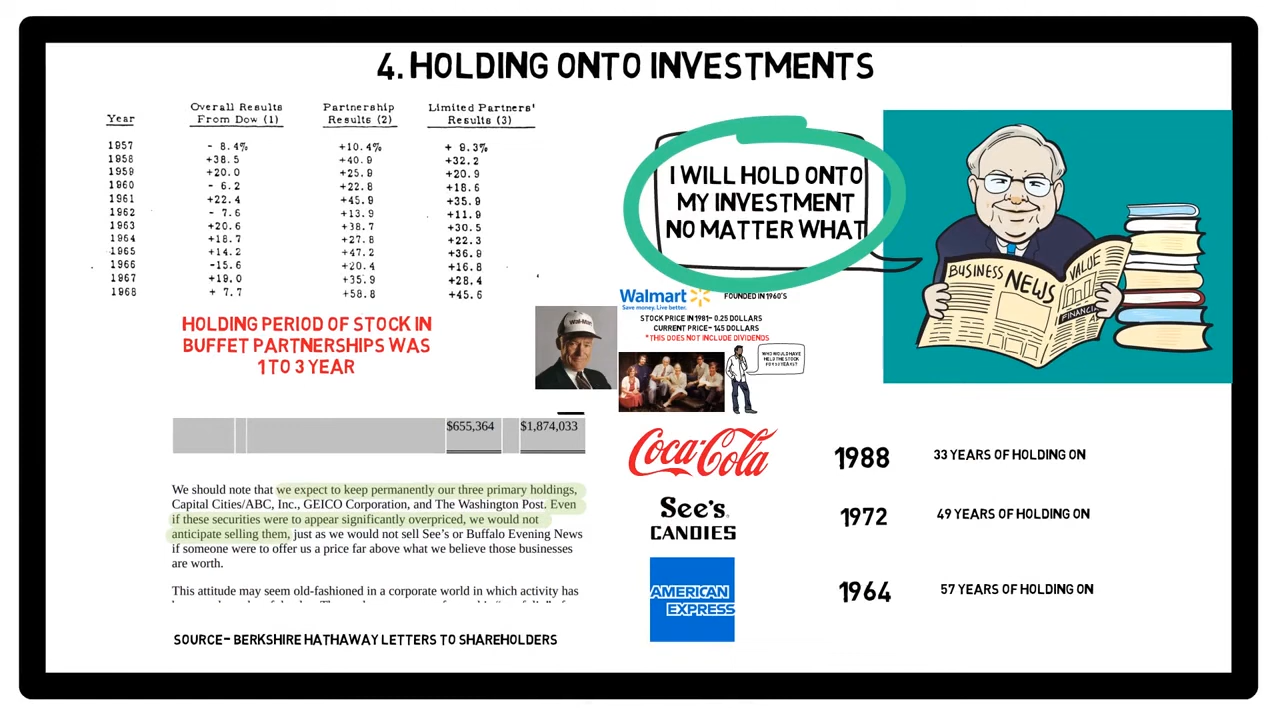 4. HOLDING ONTO INVESTMENTS
Overall Results Partnership Limited Partners'
Year From Dow (1) Results (2) Results (3)
1957 - 8.4% +10.4% + 9.3%
1958 +38.5 +40.9 +32.2
1959 +20.0 +25.9 +20.9
1960 - 6.2 +22.8 +18.6
1961 +22.4 +45.9 +35.9
1962 - 7.6 +13.9 +11.9
1963 +20.6 +38.7 +30.5
1964 +18.7 +27.8 +22.3
1965 +14.2 +47.2 +36.9
1966 -15.6 +20.4 +16.8
1967 +19.0 +35.9 +28.4
1968 + 7.7 +58.8 +45.6
HOLDING PERIOD OF STOCK IN
BUFFET PARTNERSHIPS WAS
1 TO 3 YEAR
I WILL HOLD ONTO
MY INVESTMENT
NO MATTER WHAT
BUSINESS NEWS VALUE
FINANCIA
Walmart
Save money. Live better.
FOUNDED IN 1960'S
STOCK PRICE IN 1981- 0.25 DOLLARS
CURRENT PRICE- 145 DOLLARS
*THIS DOES NOT INCLUDE DIVIDENDS
WAL-MART
WHO WOULD HAVE
HELD THE STOCK
$655,364 $1,874,033
We should note that we expect to keep permanently our three primary holdings,
Capital Cities/ABC, Inc., GEICO Corporation, and The Washington Post. Even
if these securities were to appear significantly overpriced, we would not
anticipate selling them, just as we would not sell See's or Buffalo Evening News
if someone were to offer us a price far above what we believe those businesses
are worth.
This attitude may seem old-fashioned in a corporate world in which activity has
SOURCE- BERKSHIRE HATHAWAY LETTERS TO SHAREHOLDERS
Coca-Cola 1988 33 YEARS OF HOLDING ON
See's
CANDIES 1972 49 YEARS OF HOLDING ON
AMERICAN
EXPRESS 1964 57 YEARS OF HOLDING ON